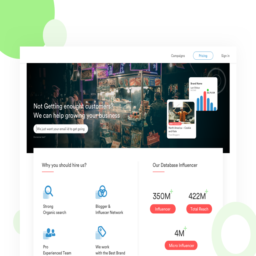 Campaigns Pricing Sign in
Not Getting enought customers?
We can help growing your business
Why you should hire us?
Our Database Influencer
Strong
Organic search
Blogger &
Influencer Network
Pro
Experienced Team
We work
with the Best Brand
350M
Influencer
422M
Total Reach
4M
Micro Influencer